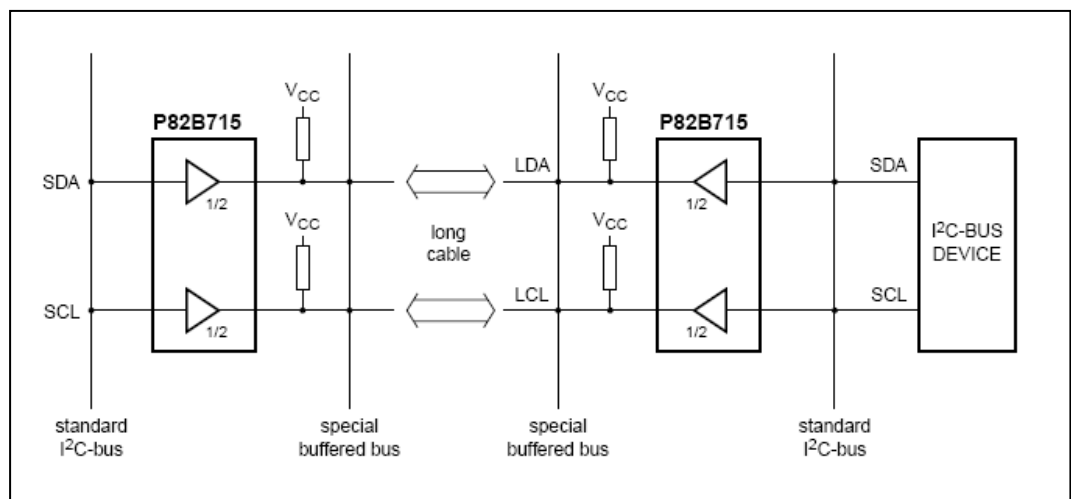 VCC
VCC
P82B715
P82B715
SDA
LDA
SDA
1/2
1/2
VCC
long
cable
VCC
I²C-BUS
DEVICE
SCL
LCL
SCL
1/2
1/2
standard
I²C-bus
special
buffered bus
special
buffered bus
standard
I²C-bus